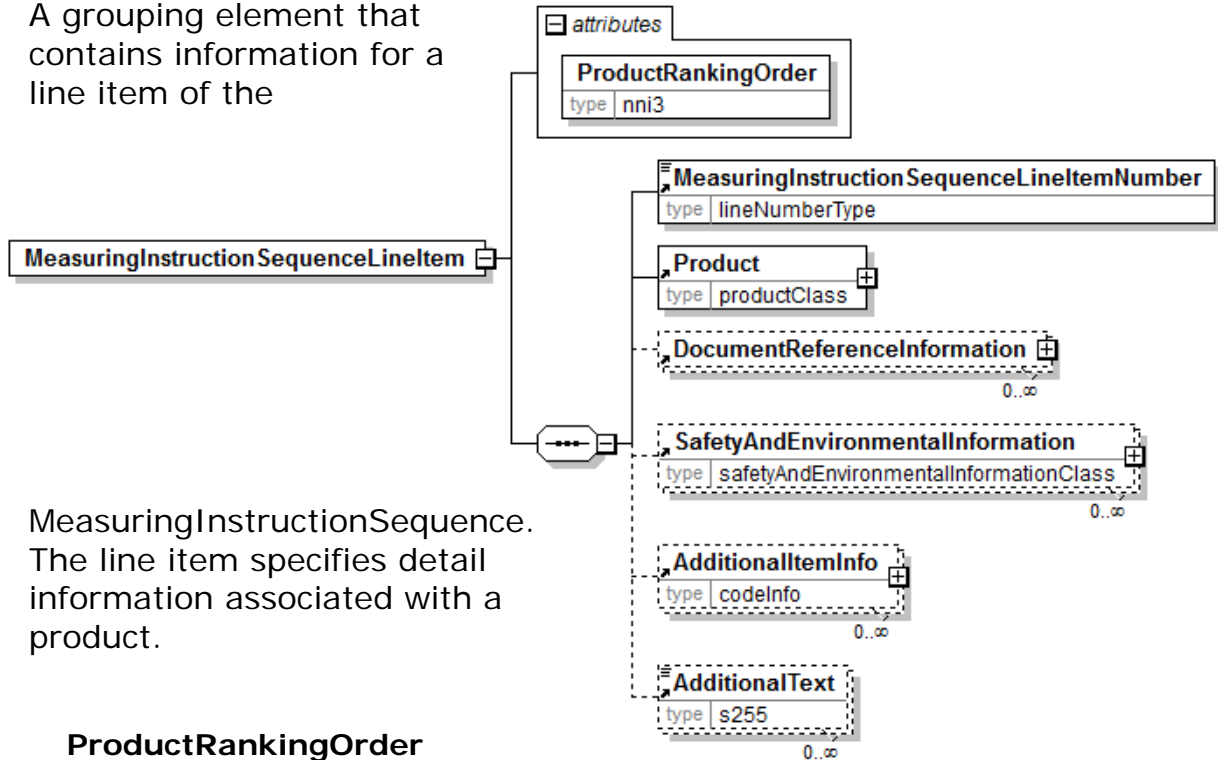 A grouping element that
contains information for a
line item of the
attributes
ProductRankingOrder
type nni3
MeasuringInstructionSequenceLineItem
MeasuringInstructionSequenceLineItemNumber
type lineNumberType
Product
type productClass
DocumentReferenceInformation
0..∞
SafetyAndEnvironmentalInformation
type safetyAndEnvironmentalInformationClass
0..∞
AdditionalItemInfo
type codeInfo
0..∞
AdditionalText
type s255
0..∞
MeasuringInstructionSequence.
The line item specifies detail
information associated with a
product.
ProductRankingOrder